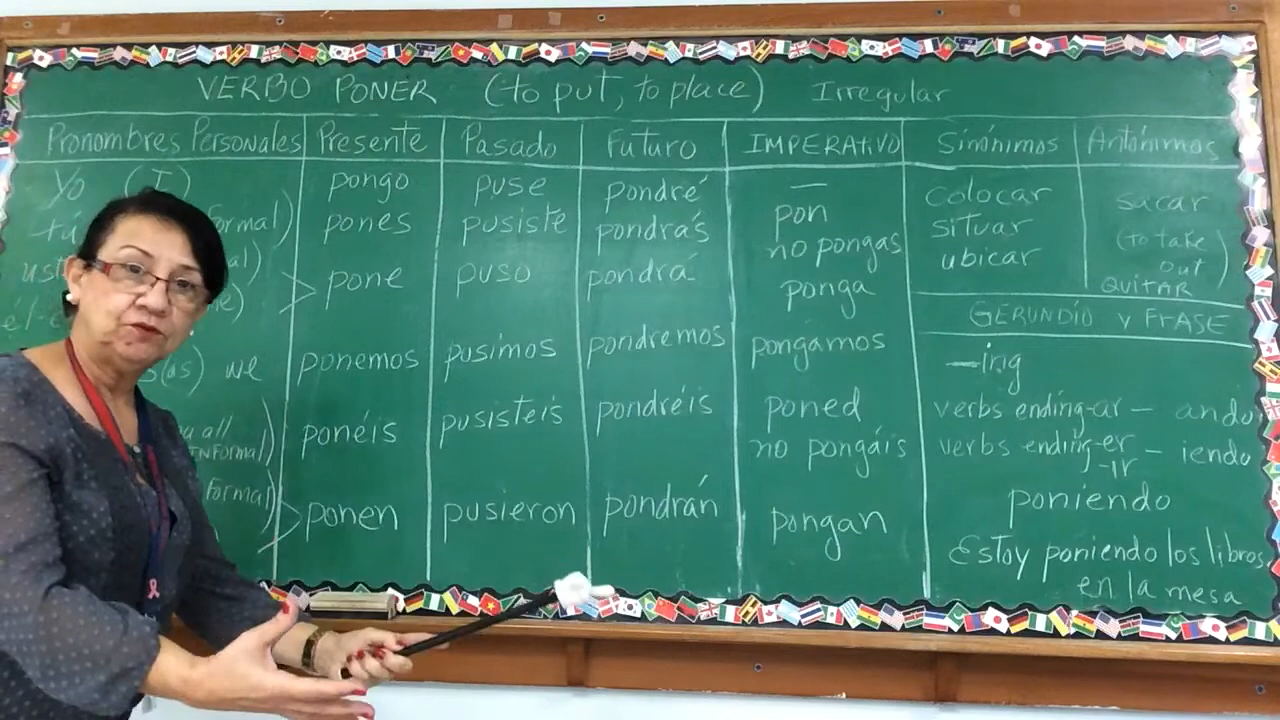 VERBO PONER (to put, to place) Irregular
Pronombres Personales Presente Pasado Futuro IMPERATIVO Sinónimos Antónimos
yo (I) pongo puse pondré — colocar sacar
tú formal) pones pusiste pondrás pon situar (to take
no pongas ubicar out)
pone puso pondrá ponga QUITAR
GERUNDIO Y FrASE
s(as) we ponemos pusimos pondremos pongamos —ing
all ponéis pusisteis pondréis poned verbs ending-ar — ando
INFormal) no pongáis verbs ending-er
-ir — iendo
Formal) ponen pusieron pondrán pongan poniendo
Estoy poniendo los libros
en la mesa